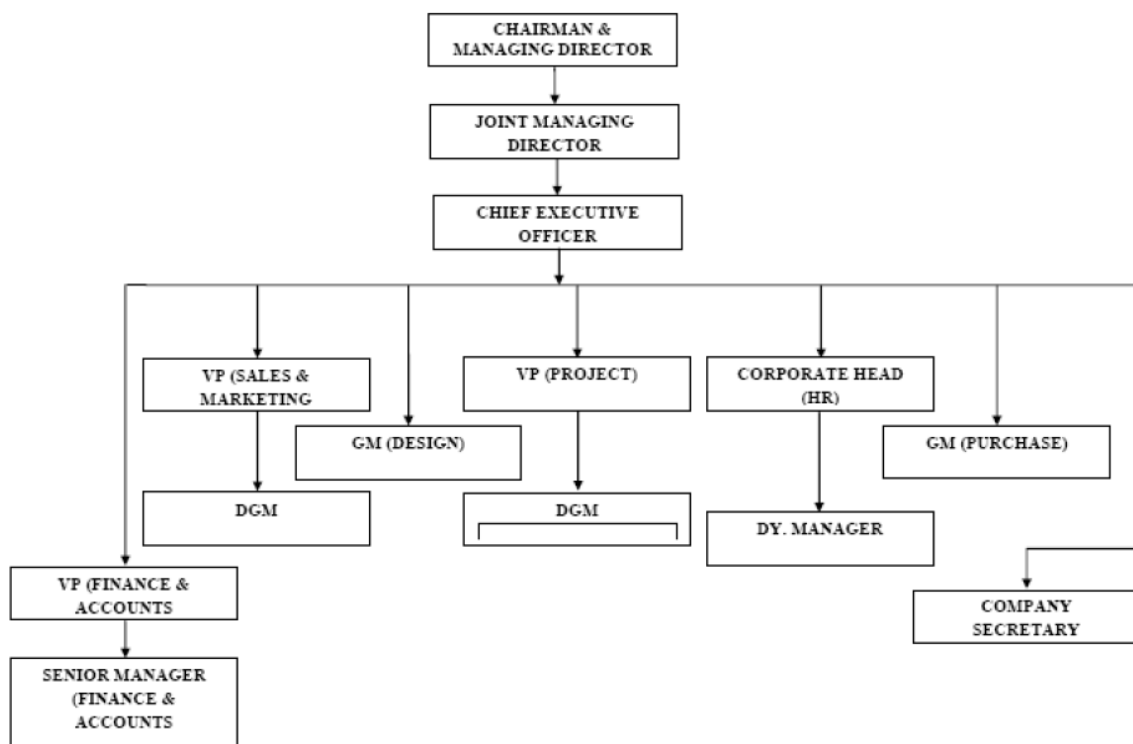 CHAIRMAN &
MANAGING DIRECTOR
JOINT MANAGING
DIRECTOR
CHIEF EXECUTIVE
OFFICER
VP (SALES &
MARKETING
VP (PROJECT)
CORPORATE HEAD
(HR)
GM (DESIGN)
GM (PURCHASE)
DGM
DGM
DY. MANAGER
VP (FINANCE &
ACCOUNTS
COMPANY
SECRETARY
SENIOR MANAGER
(FINANCE &
ACCOUNTS